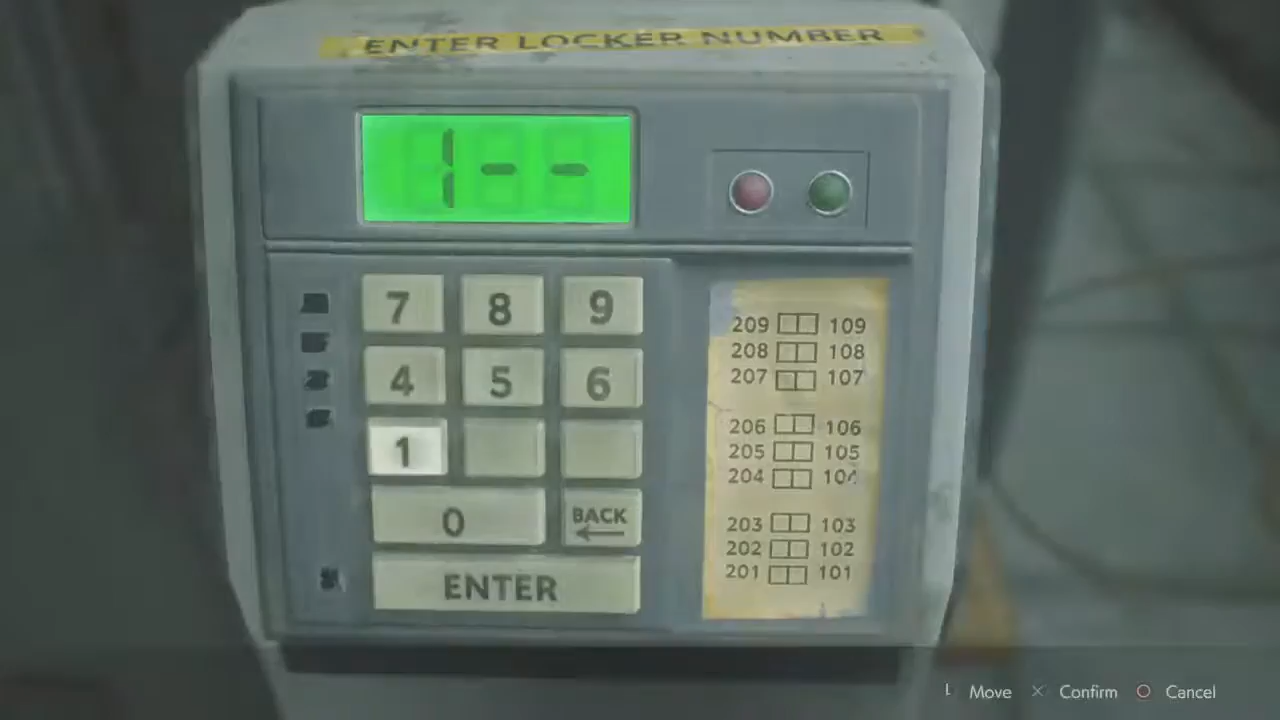 ENTER LOCKER NUMBER
1--
7 8 9
4 5 6
1
0 BACK
ENTER
209 109
208 108
207 107
206 106
205 105
204 104
203 103
202 102
201 101
L Move × Confirm O Cancel